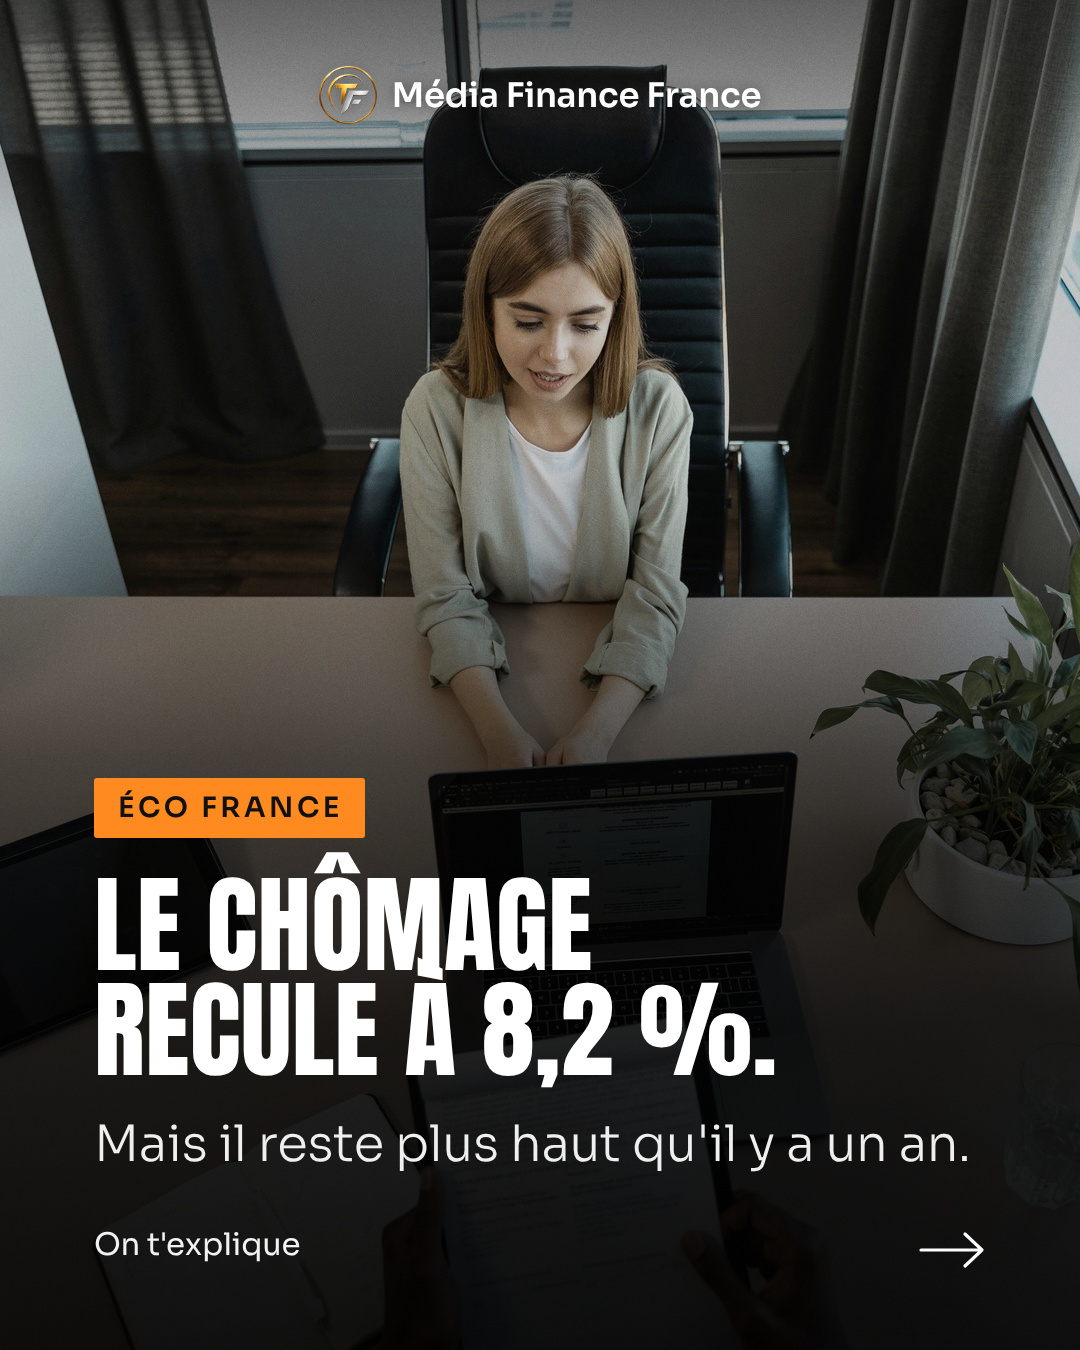 Média Finance France
ÉCO FRANCE
LE CHÔMAGE
RECULE À 8,2 %.
Mais il reste plus haut qu'il y a un an.
On t'explique